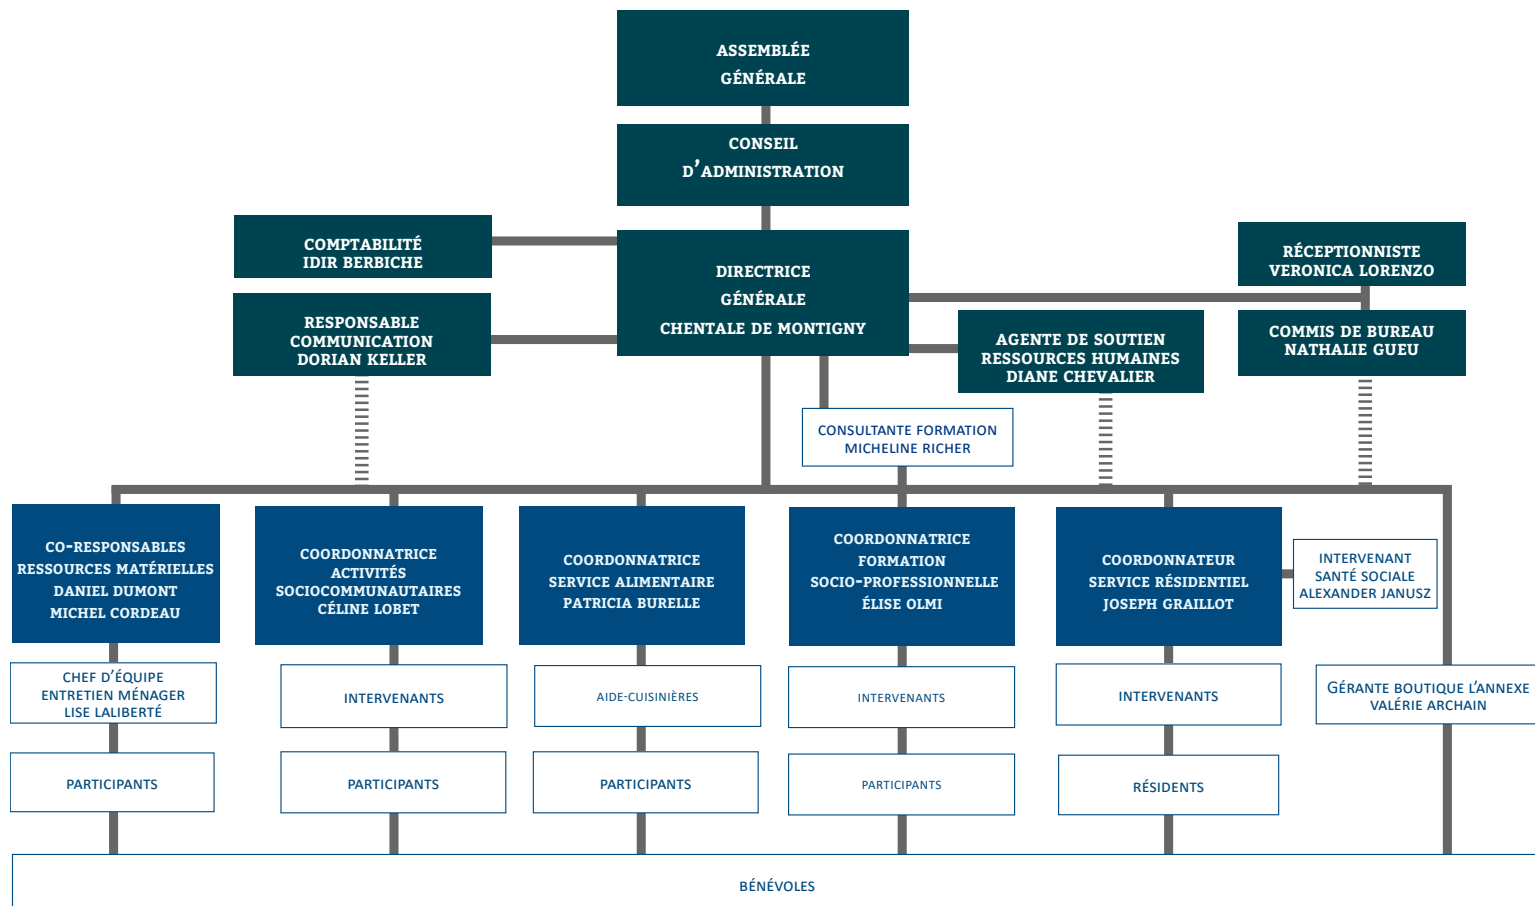 ASSEMBLÉE
GÉNÉRALE
CONSEIL
D'ADMINISTRATION
COMPTABILITÉ
IDIR BERBICHE
DIRECTRICE
GÉNÉRALE
CHENTALE DE MONTIGNY
RÉCEPTIONNISTE
VERONICA LORENZO
RESPONSABLE
COMMUNICATION
DORIAN KELLER
AGENTE DE SOUTIEN
RESSOURCES HUMAINES
DIANE CHEVALIER
COMMIS DE BUREAU
NATHALIE GUEU
CONSULTANTE FORMATION
MICHELINE RICHER
CO-RESPONSABLES
RESSOURCES MATÉRIELLES
DANIEL DUMONT
MICHEL CORDEAU
COORDONNATRICE
ACTIVITÉS
SOCIOCOMMUNAUTAIRES
CÉLINE LOBET
COORDONNATRICE
SERVICE ALIMENTAIRE
PATRICIA BURELLE
COORDONNATRICE
FORMATION
SOCIO-PROFESSIONNELLE
ÉLISE OLMI
COORDONNATEUR
SERVICE RÉSIDENTIEL
JOSEPH GRAILLOT
INTERVENANT
SANTÉ SOCIALE
ALEXANDER JANUSZ
CHEF D'ÉQUIPE
ENTRETIEN MÉNAGER
LISE LALIBERTÉ
INTERVENANTS
AIDE-CUISINIÈRES
INTERVENANTS
INTERVENANTS
GÉRANTE BOUTIQUE L'ANNEXE
VALÉRIE ARCHAIN
PARTICIPANTS
PARTICIPANTS
PARTICIPANTS
PARTICIPANTS
RÉSIDENTS
BÉNÉVOLES